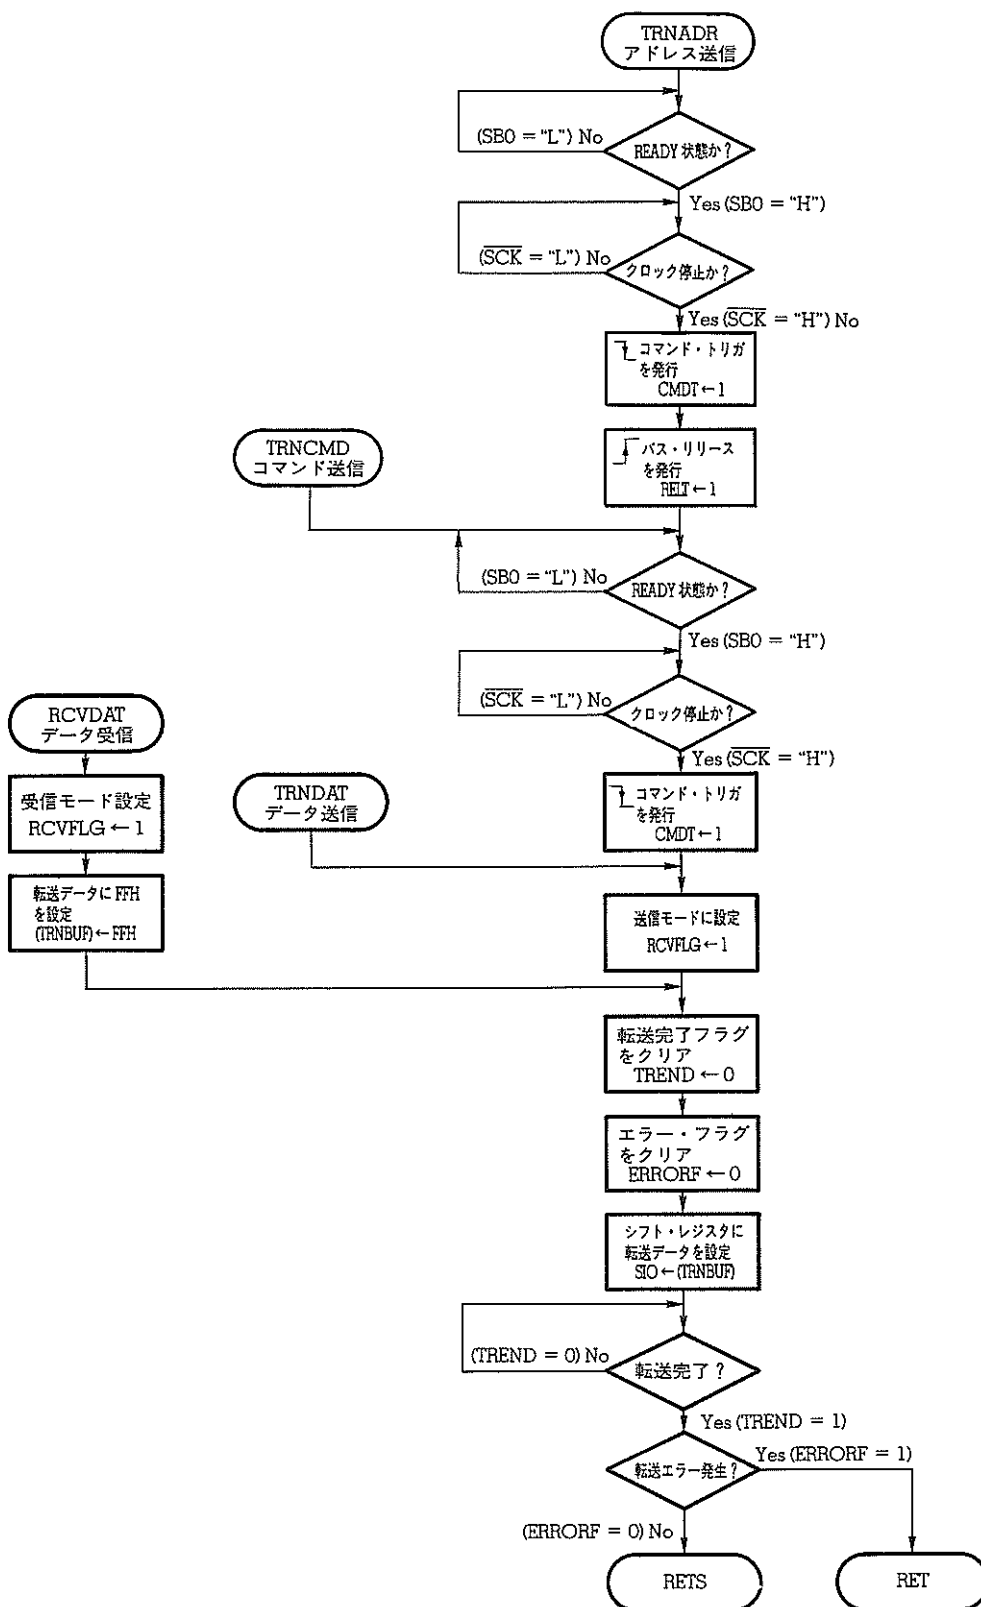 TRNADR
アドレス送信
(SB0 = "L") No
READY 状態か?
Yes (SB0 = "H")
(SCK = "L") No
クロック停止か?
Yes (SCK = "H") No
コマンド・トリガ
を発行
CMDT ← 1
TRNCMD
コマンド送信
バス・リリース
を発行
RELT ← 1
(SB0 = "L") No
READY 状態か?
Yes (SB0 = "H")
(SCK = "L") No
クロック停止か?
Yes (SCK = "H")
RCVDAT
データ受信
受信モード設定
RCVFLG ← 1
転送データに FFH
を設定
(TRNBUF) ← FFH
TRNDAT
データ送信
コマンド・トリガ
を発行
CMDT ← 1
送信モードに設定
RCVFLG ← 1
転送完了フラグ
をクリア
TREND ← 0
エラー・フラグ
をクリア
ERRORF ← 0
シフト・レジスタに
転送データを設定
SIO ← (TRNBUF)
(TREND = 0) No
転送完了?
Yes (TREND = 1)
転送エラー発生?
Yes (ERRORF = 1)
(ERRORF = 0) No
RETS
RET